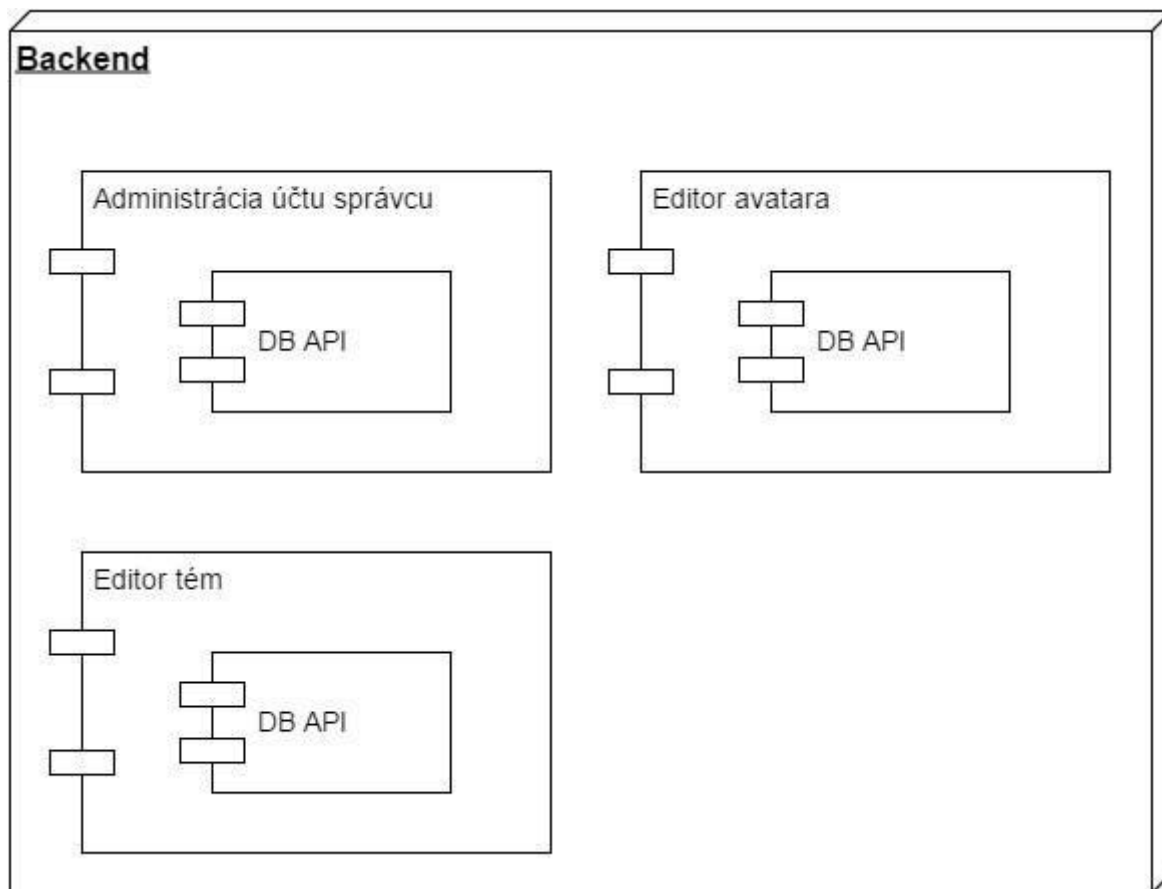 Backend
Administrácia účtu správcu
DB API
Editor avatara
DB API
Editor tém
DB API